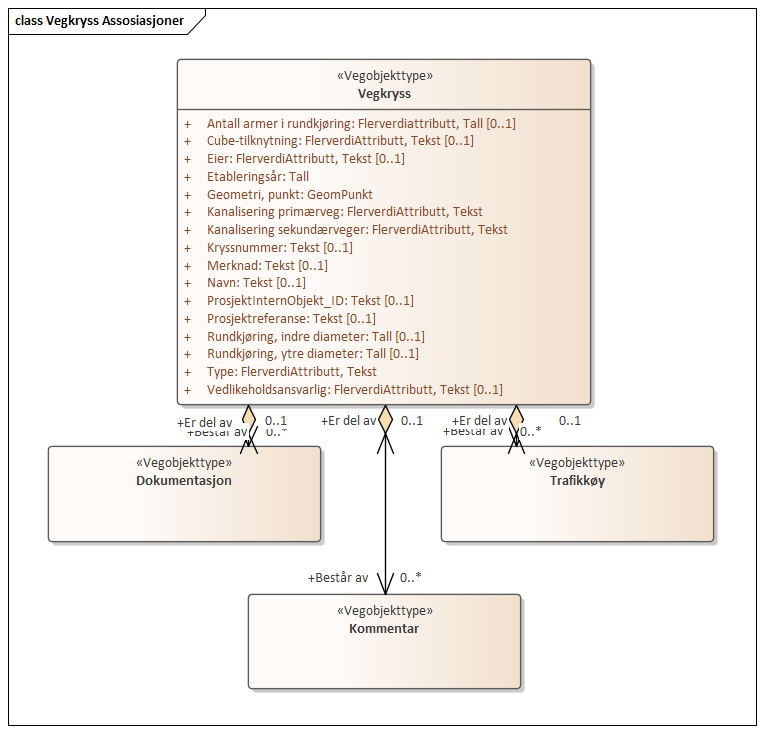 class Vegkryss Assosiasjoner
«Vegobjekttype»
Vegkryss
+ Antall armer i rundkjøring: Flerverdiattributt, Tall [0..1]
+ Cube-tilknytning: FlerverdiAttributt, Tekst [0..1]
+ Eier: FlerverdiAttributt, Tekst [0..1]
+ Etableringsår: Tall
+ Geometri, punkt: GeomPunkt
+ Kanalisering primærveg: FlerverdiAttributt, Tekst
+ Kanalisering sekundærveger: FlerverdiAttributt, Tekst
+ Kryssnummer: Tekst [0..1]
+ Merknad: Tekst [0..1]
+ Navn: Tekst [0..1]
+ ProsjektInternObjekt_ID: Tekst [0..1]
+ Prosjektreferanse: Tekst [0..1]
+ Rundkjøring, indre diameter: Tall [0..1]
+ Rundkjøring, ytre diameter: Tall [0..1]
+ Type: FlerverdiAttributt, Tekst
+ Vedlikeholdsansvarlig: FlerverdiAttributt, Tekst [0..1]
+Er del av 0..1 +Er del av 0..1 +Er del av 0..1
+Består av 0..* +Består av 0..*
«Vegobjekttype» «Vegobjekttype»
Dokumentasjon Trafikkøy
+Består av 0..*
«Vegobjekttype»
Kommentar